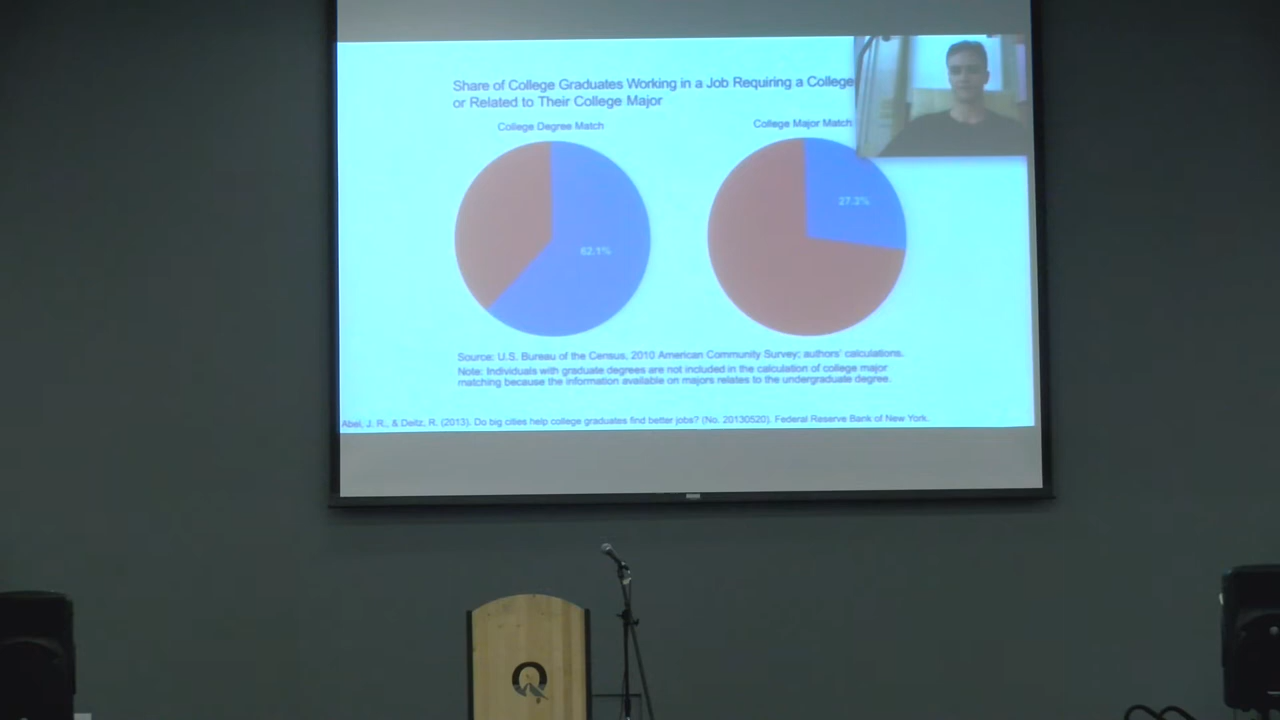 Share of College Graduates Working in a Job Requiring a College
or Related to Their College Major
College Degree Match
College Major Match
62.1%
27.3%
Source: U.S. Bureau of the Census, 2010 American Community Survey; authors' calculations.
Note: Individuals with graduate degrees are not included in the calculation of college major
matching because the information available on majors relates to the undergraduate degree.
Abel, J. R., & Deitz, R. (2013). Do big cities help college graduates find better jobs? (No. 20130520). Federal Reserve Bank of New York.
Q